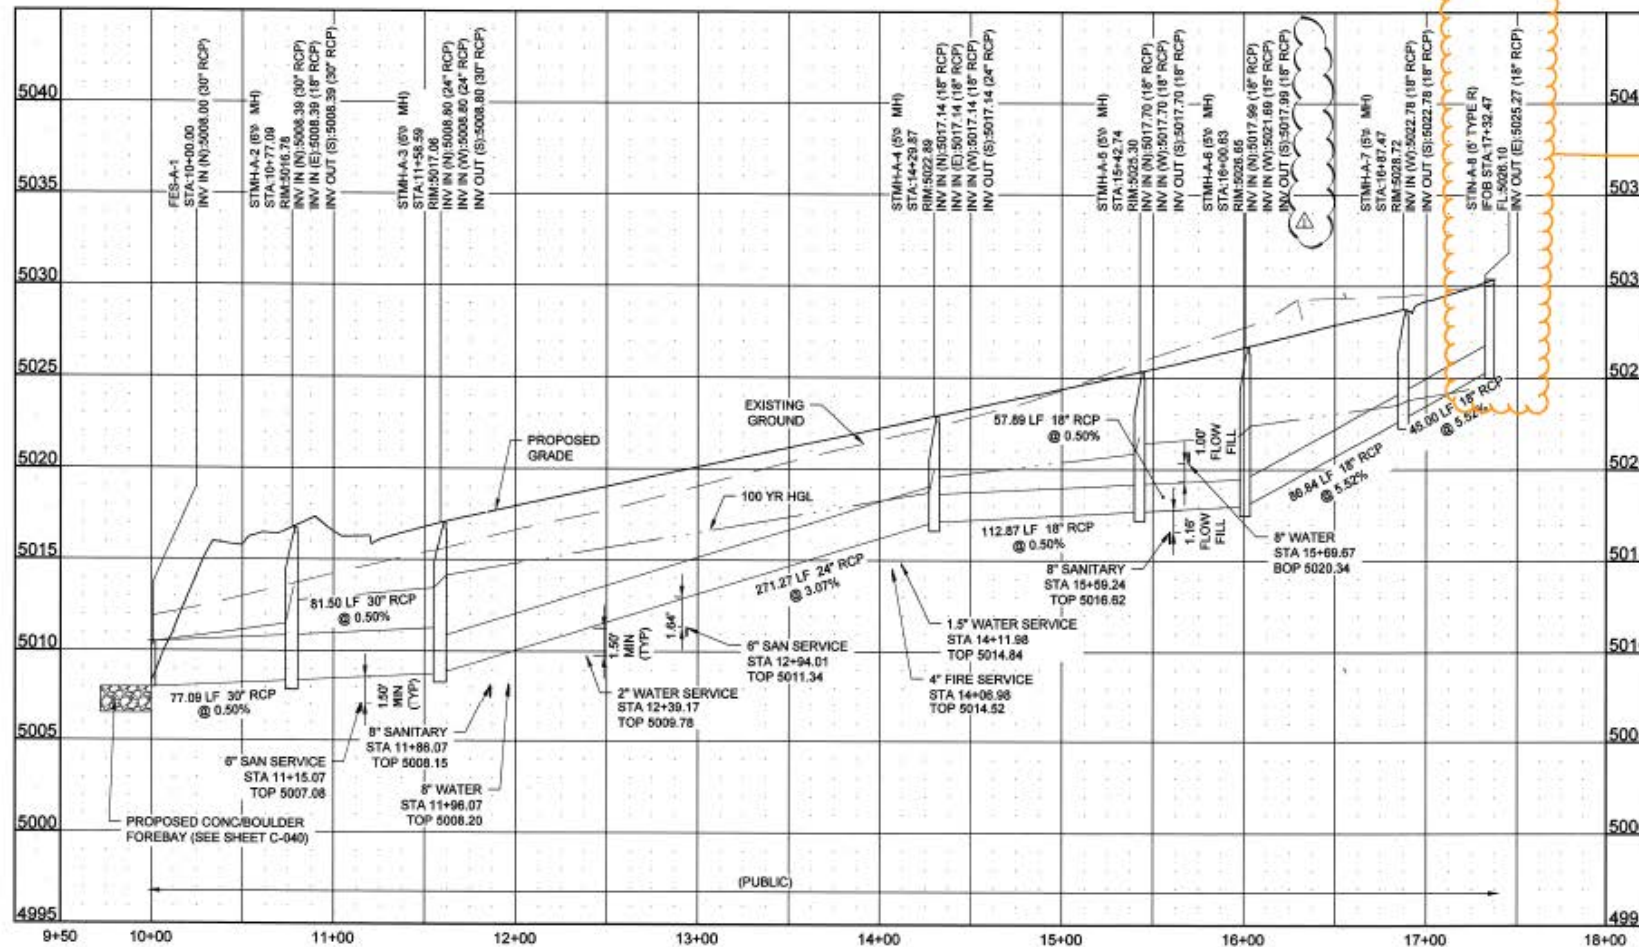 5040
5035
5030
5025
5020
5015
5010
5005
5000
4995
FES-A-1
STA:10+00.00
INV IN (N):5008.00 (30" RCP)
STMH-A-2 (6'
MH)
STA:10+77.09
RIM:5016.78
INV IN (N):5008.39 (30" RCP)
INV IN (E):5008.39 (18" RCP)
INV OUT (S):5008.39 (30" RCP)
STMH-A-3 (6'
MH)
STA:11+58.59
RIM:5017.06
INV IN (N):5008.80 (24" RCP)
INV IN (W):5008.80 (24" RCP)
INV OUT (S):5008.80 (30" RCP)
STMH-A-4 (5'
MH)
STA:14+29.87
RIM:5022.89
INV IN (N):5017.14 (18" RCP)
INV IN (E):5017.14 (18" RCP)
INV IN (W):5017.14 (18" RCP)
INV OUT (S):5017.14 (24" RCP)
STMH-A-5 (5'
MH)
STA:15+42.74
RIM:5025.30
INV IN (N):5017.70 (18" RCP)
INV IN (W):5017.70 (18" RCP)
INV OUT (S):5017.70 (18" RCP)
STMH-A-6 (5'
MH)
STA:16+00.63
RIM:5026.65
INV IN (N):5017.99 (18" RCP)
INV IN (W):5021.69 (15" RCP)
INV OUT (S):5017.99 (18" RCP)
STMH-A-7 (5'
MH)
STA:16+87.47
RIM:5028.72
INV IN (W):5022.78 (18" RCP)
INV OUT (S):5022.78 (18" RCP)
STIN-A-8 (5' TYPE R)
IFOB STA:17+32.47
FL:5026.10
INV OUT (E):5025.27 (18" RCP)
504
503
503
502
502
501
501
500
500
499
EXISTING
GROUND
PROPOSED
GRADE
100 YR HGL
57.89 LF 18" RCP
@ 0.50%
1.00'
FLOW
FILL
45.00 LF 18" RCP
@ 5.52%
86.84 LF 18" RCP
@ 5.52%
112.87 LF 18" RCP
@ 0.50%
1.16'
FLOW
FILL
8" WATER
STA 15+69.67
BOP 5020.34
8" SANITARY
STA 15+59.24
TOP 5016.62
271.27 LF 24" RCP
@ 3.07%
81.50 LF 30" RCP
@ 0.50%
1.50'
MIN
(TYP)
1.64'
6" SAN SERVICE
STA 12+94.01
TOP 5011.34
1.5" WATER SERVICE
STA 14+11.98
TOP 5014.84
4" FIRE SERVICE
STA 14+06.98
TOP 5014.52
2" WATER SERVICE
STA 12+39.17
TOP 5009.78
77.09 LF 30" RCP
@ 0.50%
1.50'
MIN
(TYP)
8" SANITARY
STA 11+86.07
TOP 5008.15
6" SAN SERVICE
STA 11+15.07
TOP 5007.08
8" WATER
STA 11+96.07
TOP 5008.20
PROPOSED CONC/BOULDER
FOREBAY (SEE SHEET C-040)
(PUBLIC)
9+50
10+00
11+00
12+00
13+00
14+00
15+00
16+00
17+00
18+00